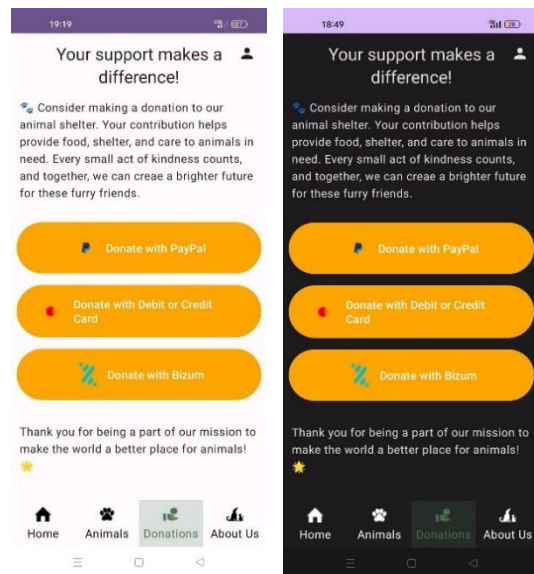 19:19
Your support makes a
difference!
🐾 Consider making a donation to our
animal shelter. Your contribution helps
provide food, shelter, and care to animals in
need. Every small act of kindness counts,
and together, we can creae a brighter future
for these furry friends.
Donate with PayPal
Donate with Debit or Credit
Card
Donate with Bizum
Thank you for being a part of our mission to
make the world a better place for animals!
🌟
Home Animals Donations About Us
18:49
Your support makes a
difference!
🐾 Consider making a donation to our
animal shelter. Your contribution helps
provide food, shelter, and care to animals in
need. Every small act of kindness counts,
and together, we can creae a brighter future
for these furry friends.
Donate with PayPal
Donate with Debit or Credit
Card
Donate with Bizum
Thank you for being a part of our mission to
make the world a better place for animals!
🌟
Home Animals Donations About Us